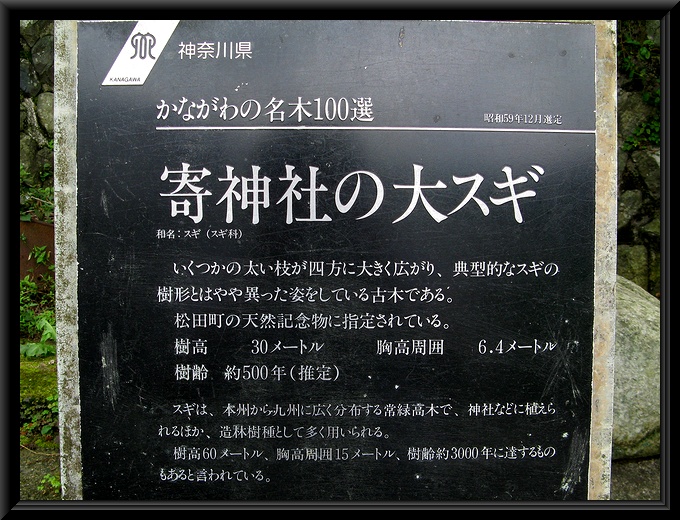 神奈川県
KANAGAWA
かながわの名木100選
昭和59年12月選定
寄神社の大スギ
和名：スギ（スギ科）
いくつかの太い枝が四方に大きく広がり、典型的なスギの
樹形とはやや異った姿をしている古木である。
松田町の天然記念物に指定されている。
樹高 30メートル 胸高周囲 6.4メートル
樹齢 約500年（推定）
スギは、本州から九州に広く分布する常緑高木で、神社などに植えら
れるほか、造林樹種として多く用いられる。
樹高60メートル、胸高周囲15メートル、樹齢約3000年に達するもの
もあると言われている。